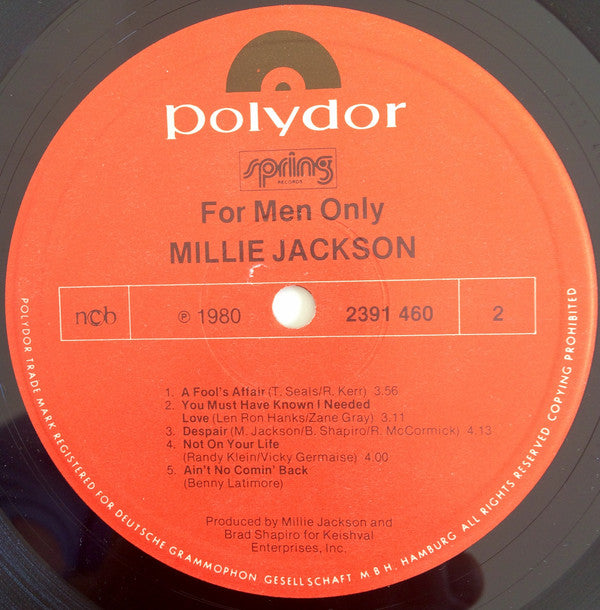 polydor
spring
RECORDS
For Men Only
MILLIE JACKSON
ncb
℗ 1980
2391 460
2
1. A Fool's Affair (T. Seals/R. Kerr) 3.56
2. You Must Have Known I Needed
Love (Len Ron Hanks/Zane Gray) 3.11
3. Despair (M. Jackson/B. Shapiro/R. McCormick) 4.13
4. Not On Your Life
(Randy Klein/Vicky Germaise) 4.00
5. Ain't No Comin' Back
(Benny Latimore)
Produced by Millie Jackson and
Brad Shapiro for Keishval
Enterprises, Inc.
POLYDOR TRADE MARK REGISTERED FOR DEUTSCHE GRAMMOPHON GESELLSCHAFT M B H. HAMBURG ALL RIGHTS RESERVED COPYING PROHIBITED